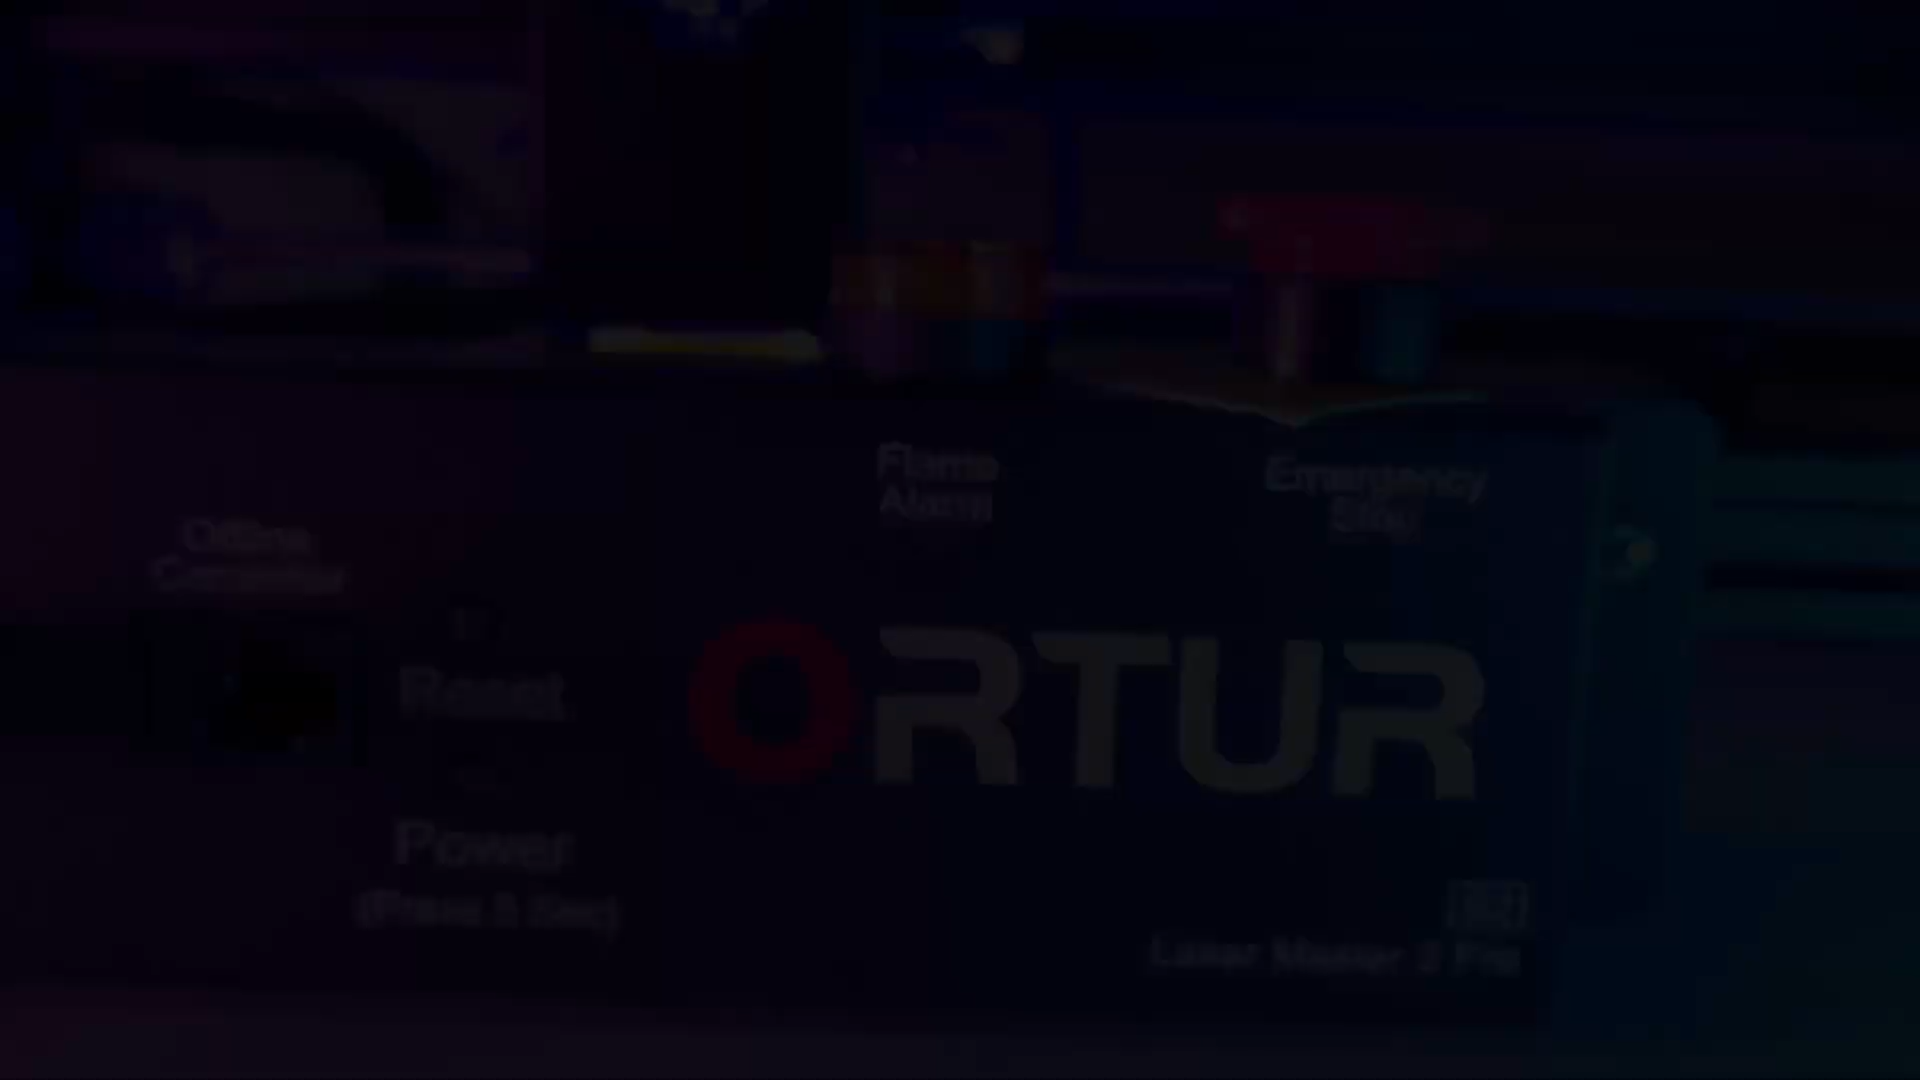 Flame
Alarm
Emergency
Stop
Offline
Controller
Reset
ORTUR
Power
(Press 3 Sec)
Laser Master 2 Pro